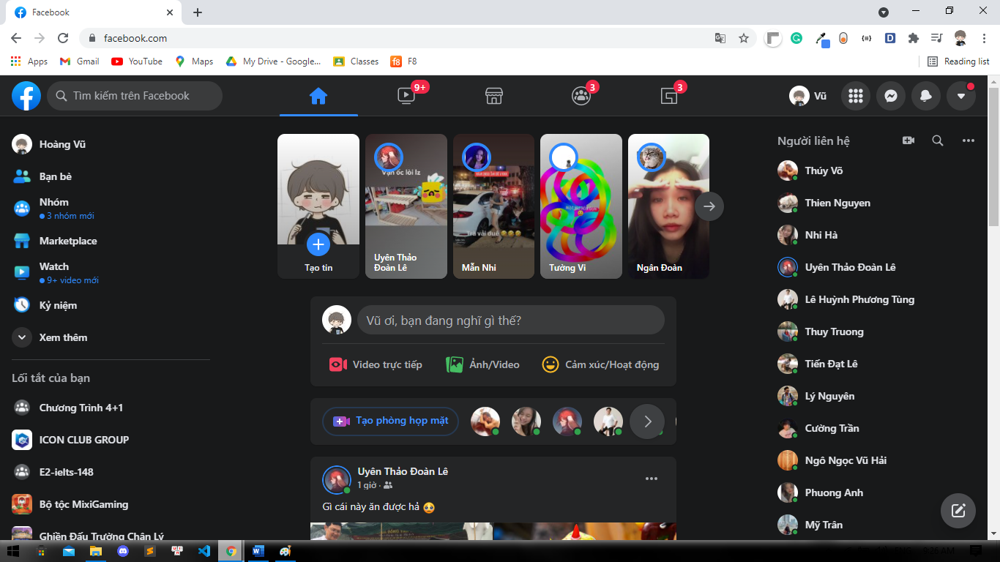 Facebook
facebook.com
Apps
Gmail
YouTube
Maps
My Drive - Google...
Classes
f8
F8
Reading list
Tìm kiếm trên Facebook
9+
3
3
Vũ
Hoàng Vũ
Bạn bè
Nhóm
3 nhóm mới
Marketplace
Watch
9+ video mới
Kỷ niệm
Xem thêm
Lối tắt của bạn
Chương Trình 4+1
ICON CLUB GROUP
E2-ielts-148
Bộ tộc MixiGaming
Ghiền Đấu Trường Chân Lý
Tạo tin
Vạn ốc lòi lz
Uyên Thảo
Đoàn Lê
Trà vải duê
Mẫn Nhi
Tường Vi
Ngân Đoàn
Vũ ơi, bạn đang nghĩ gì thế?
Video trực tiếp
Ảnh/Video
Cảm xúc/Hoạt động
Tạo phòng họp mặt
Uyên Thảo Đoàn Lê
1 giờ ·
Gì cái này ăn được hả
Người liên hệ
Thúy Võ
Thien Nguyen
Nhi Hà
Uyên Thảo Đoàn Lê
Lê Huỳnh Phương Tùng
Thuy Truong
Tiến Đạt Lê
Lý Nguyên
Cường Trần
Ngô Ngọc Vũ Hải
Phuong Anh
Mỹ Trân